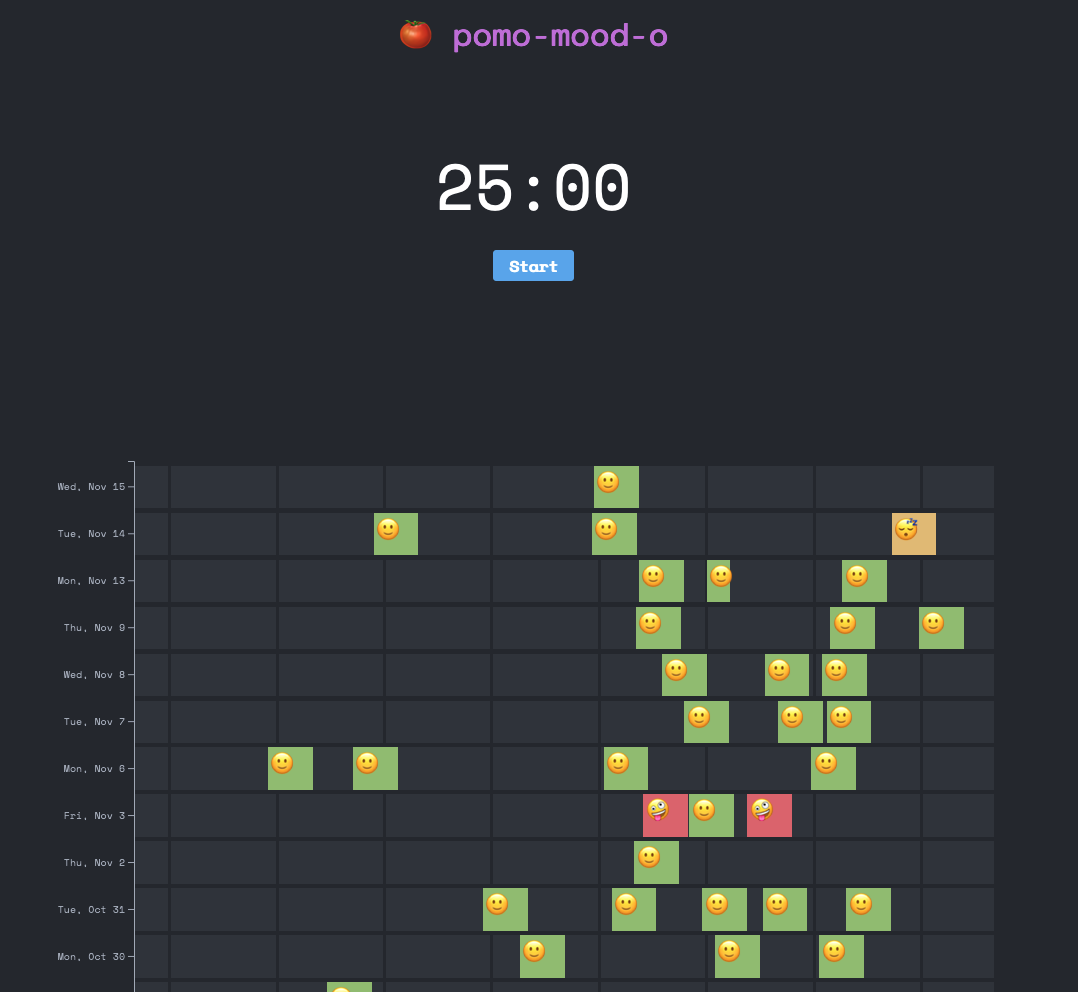 pomo-mood-o
25:00
Start
Wed, Nov 15
Tue, Nov 14
Mon, Nov 13
Thu, Nov 9
Wed, Nov 8
Tue, Nov 7
Mon, Nov 6
Fri, Nov 3
Thu, Nov 2
Tue, Oct 31
Mon, Oct 30